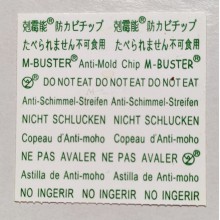 剋霉能® 防カビチップ 剋霉能® 防カビチップ
たべられません不可食用 たべられません不可食用
M-BUSTER® Anti-Mold Chip M-BUSTER®
DO NOT EAT DO NOT EAT DO NOT EAT
Anti-Schimmel-Streifen Anti-Schimmel-Streifen
NICHT SCHLUCKEN NICHT SCHLUCKEN
Copeau d'Anti-moho Copeau d'Anti-moho
NE PAS AVALER NE PAS AVALER
Astilla de Anti-moho Astilla de Anti-moho
NO INGERIR NO INGERIR NO INGERIR